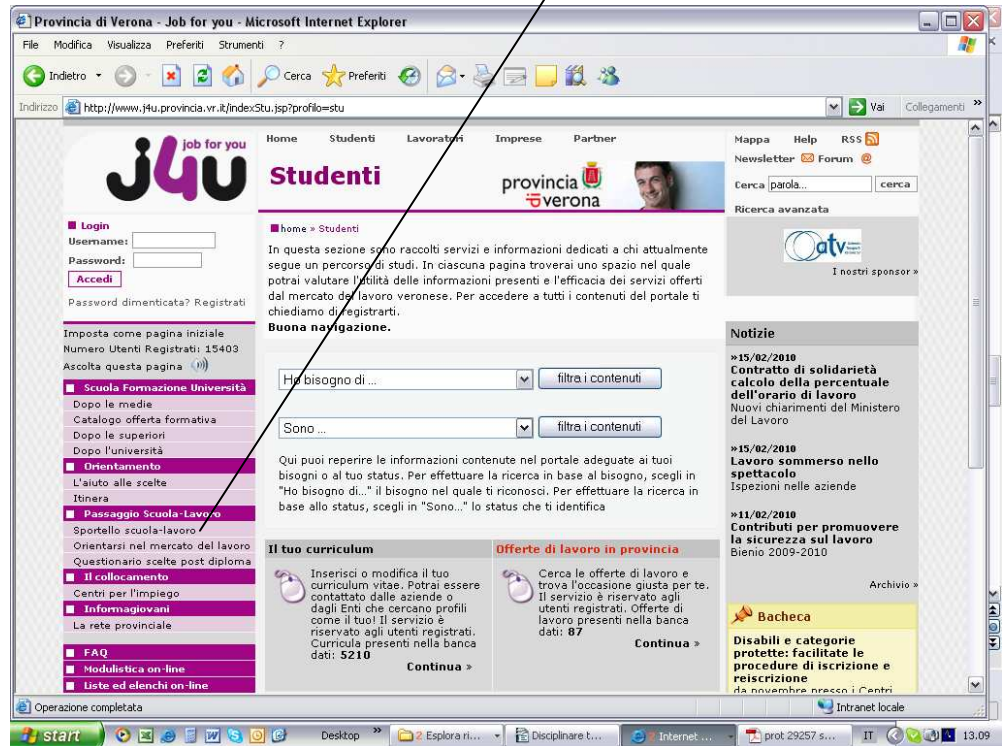 Provincia di Verona - Job for you - Microsoft Internet Explorer
File Modifica Visualizza Preferiti Strumenti ?
Indietro Cerca Preferiti
Indirizzo http://www.j4u.provincia.vr.it/indexStu.jsp?profilo=stu Vai Collegamenti »
j4u job for you
Home Studenti Lavoratori Imprese Partner
Studenti
provincia di verona
Mappa Help RSS
Newsletter Forum
Cerca parola... cerca
Ricerca avanzata
atv
I nostri sponsor »
Login
Username:
Password:
Accedi
Password dimenticata? Registrati
Imposta come pagina iniziale
Numero Utenti Registrati: 15403
Ascolta questa pagina
Scuola Formazione Università
Dopo le medie
Catalogo offerta formativa
Dopo le superiori
Dopo l'università
Orientamento
L'aiuto alle scelte
Itinera
Passaggio Scuola-Lavoro
Sportello scuola-lavoro
Orientarsi nel mercato del lavoro
Questionario scelte post diploma
Il collocamento
Centri per l'impiego
Informagiovani
La rete provinciale
FAQ
Modulistica on-line
Liste ed elenchi on-line
home » Studenti
In questa sezione sono raccolti servizi e informazioni dedicati a chi attualmente
segue un percorso di studi. In ciascuna pagina troverai uno spazio nel quale
potrai valutare l'utilità delle informazioni presenti e l'efficacia dei servizi offerti
dal mercato del lavoro veronese. Per accedere a tutti i contenuti del portale ti
chiediamo di registrarti.
Buona navigazione.
Ho bisogno di ... filtra i contenuti
Sono ... filtra i contenuti
Qui puoi reperire le informazioni contenute nel portale adeguate ai tuoi
bisogni o al tuo status. Per effettuare la ricerca in base al bisogno, scegli in
"Ho bisogno di..." il bisogno nel quale ti riconosci. Per effettuare la ricerca in
base allo status, scegli in "Sono..." lo status che ti identifica
Il tuo curriculum
Inserisci o modifica il tuo
curriculum vitae. Potrai essere
contattato dalle aziende o
dagli Enti che cercano profili
come il tuo! Il servizio è
riservato agli utenti registrati.
Curricula presenti nella banca
dati: 5210
Continua »
Offerte di lavoro in provincia
Cerca le offerte di lavoro e
trova l'occasione giusta per te.
Il servizio è riservato agli
utenti registrati. Offerte di
lavoro presenti nella banca
dati: 87
Continua »
Notizie
»15/02/2010
Contratto di solidarietà
calcolo della percentuale
dell'orario di lavoro
Nuovi chiarimenti del Ministero
del Lavoro
»15/02/2010
Lavoro sommerso nello
spettacolo
Ispezioni nelle aziende
»11/02/2010
Contributi per promuovere
la sicurezza sul lavoro
Bienio 2009-2010
Archivio »
Bacheca
Disabili e categorie
protette: facilitate le
procedure di iscrizione e
reiscrizione
da novembre presso i Centri
Operazione completata Intranet locale
start Desktop » 2 Esplora ri... Disciplinare t... 2 Internet ... prot 29257 s... IT 13.09